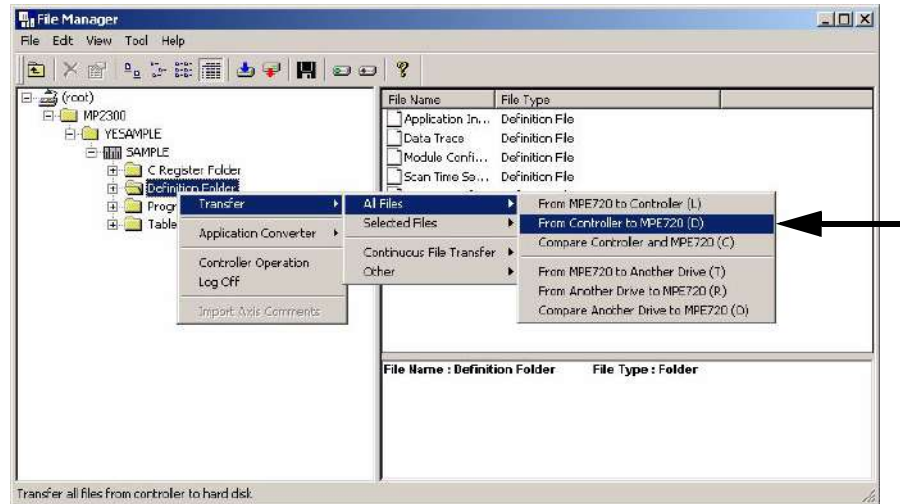 File Manager
File Edit View Tool Help
(root)
MP2300
YESAMPLE
SAMPLE
C Register Folder
Definition Folder
Progr
Table
File Name File Type
Application In... Definition File
Data Trace Definition File
Module Confi... Definition File
Scan Time Se... Definition File
Transfer
Application Converter
Controller Operation
Log Off
Import Axis Comments
All Files
Selected Files
Continuous File Transfer
Other
From MPE720 to Controller (L)
From Controller to MPE720 (D)
Compare Controller and MPE720 (C)
From MPE720 to Another Drive (T)
From Another Drive to MPE720 (R)
Compare Another Drive to MPE720 (O)
File Name : Definition Folder File Type : Folder
Transfer all files from controller to hard disk